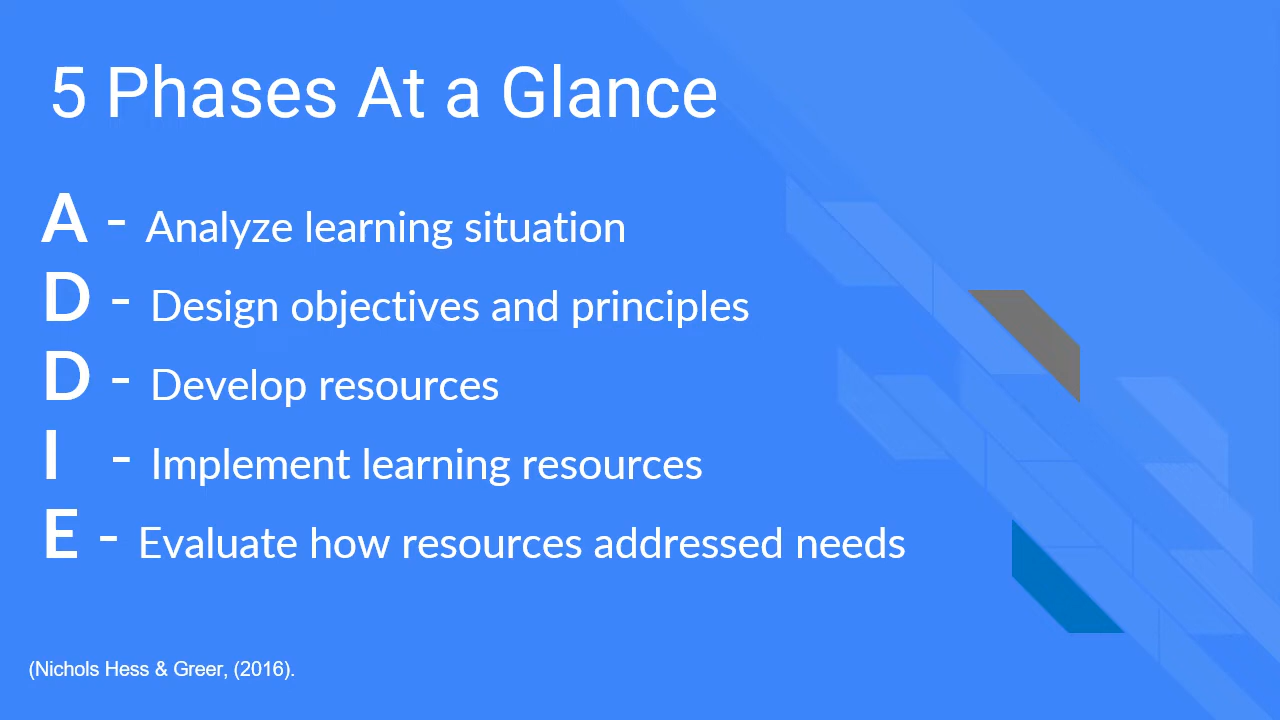 5 Phases At a Glance
A - Analyze learning situation
D - Design objectives and principles
D - Develop resources
I - Implement learning resources
E - Evaluate how resources addressed needs
(Nichols Hess & Greer, (2016).